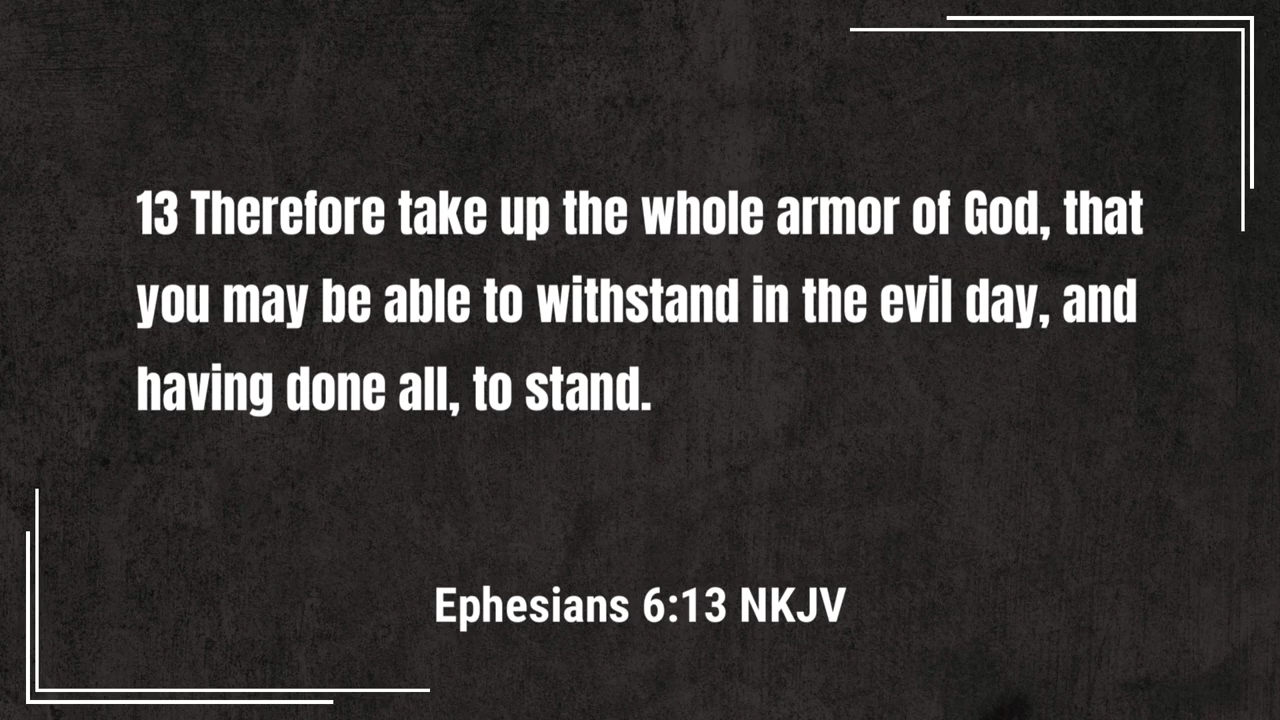 13 Therefore take up the whole armor of God, that
you may be able to withstand in the evil day, and
having done all, to stand.
Ephesians 6:13 NKJV